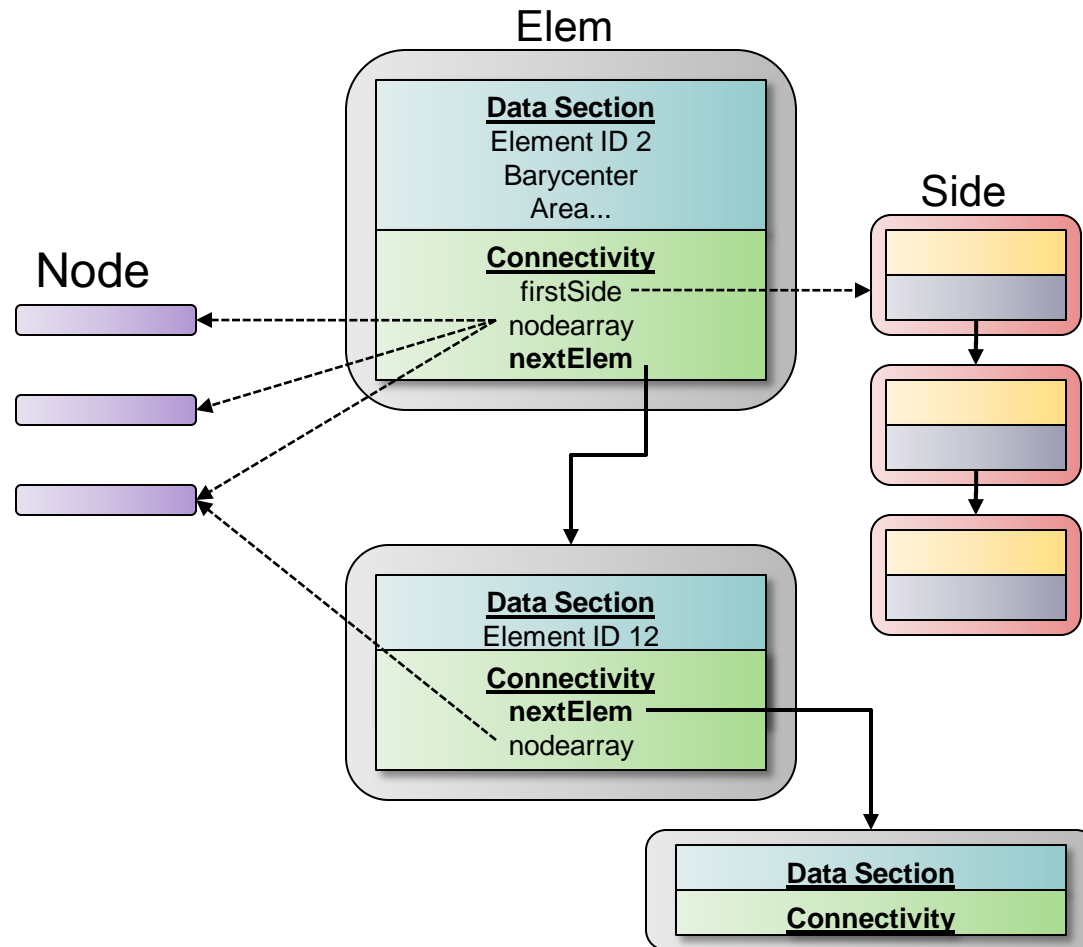 Elem
Data Section
Element ID 2
Barycenter
Area...
Connectivity
firstSide
nodearray
nextElem
Node
Side
Data Section
Element ID 12
Connectivity
nextElem
nodearray
Data Section
Connectivity